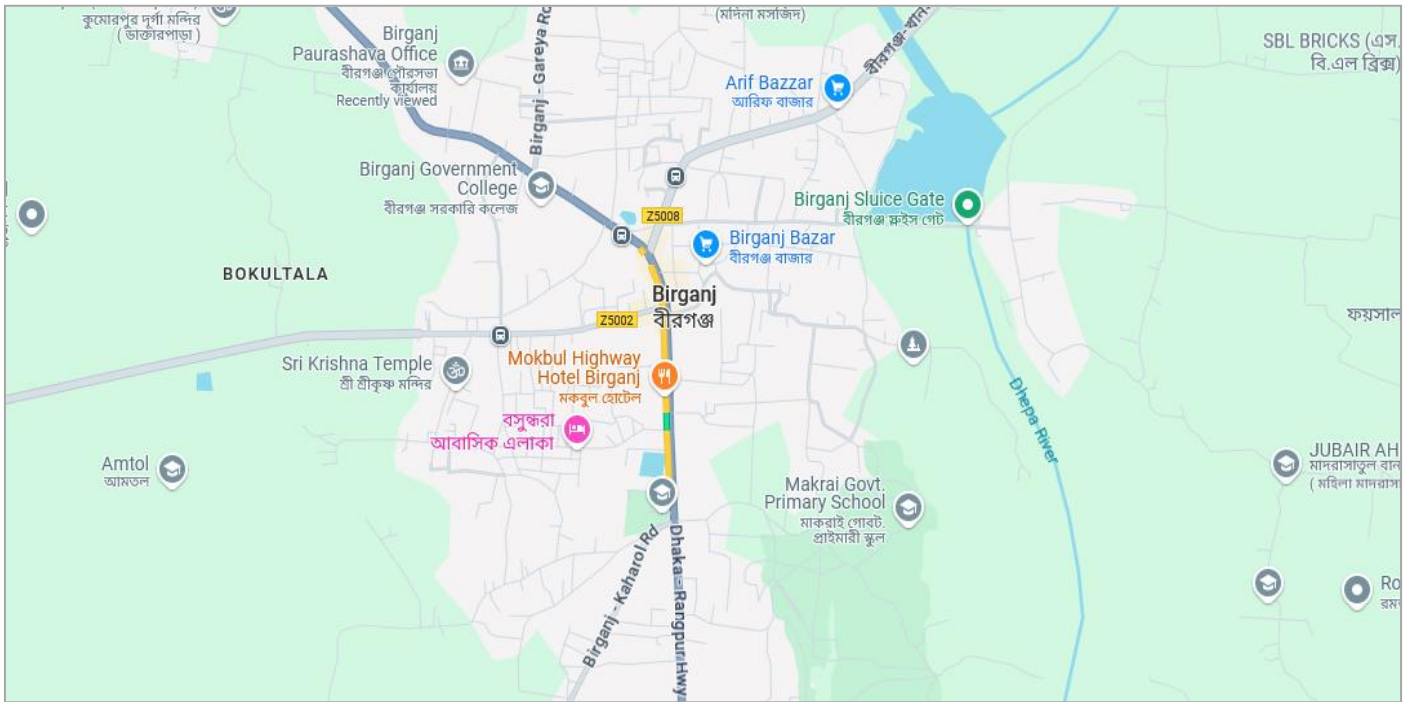 কুমোরপুর দূর্গা মন্দির
( ডাক্তারপাড়া )
(মদিনা মসজিদ)
Birganj
Paurashava Office
বীরগঞ্জ পৌরসভা
কার্যালয়
Recently viewed
Birganj - Gareya Rd
Arif Bazzar
আরিফ বাজার
বীরগঞ্জ-খান
SBL BRICKS (এস.
বি.এল ব্রিক্স)
Birganj Government
College
বীরগঞ্জ সরকারি কলেজ
Z5008
Birganj Sluice Gate
বীরগঞ্জ স্লুইস গেট
Birganj Bazar
বীরগঞ্জ বাজার
BOKULTALA
Birganj
বীরগঞ্জ
Z5002
ফয়সাল
Sri Krishna Temple
শ্রী শ্রীকৃষ্ণ মন্দির
Mokbul Highway
Hotel Birganj
মকবুল হোটেল
বসুন্ধরা
আবাসিক এলাকা
Dhepa River
Amtol
আমতল
Makrai Govt.
Primary School
মাকরাই গোবট.
প্রাইমারী স্কুল
JUBAIR AH
মাদরাসাতুল বান
( মহিলা মাদরাস
Birganj - Kaharol Rd
Dhaka - Rangpur Hwy
Ro
রম